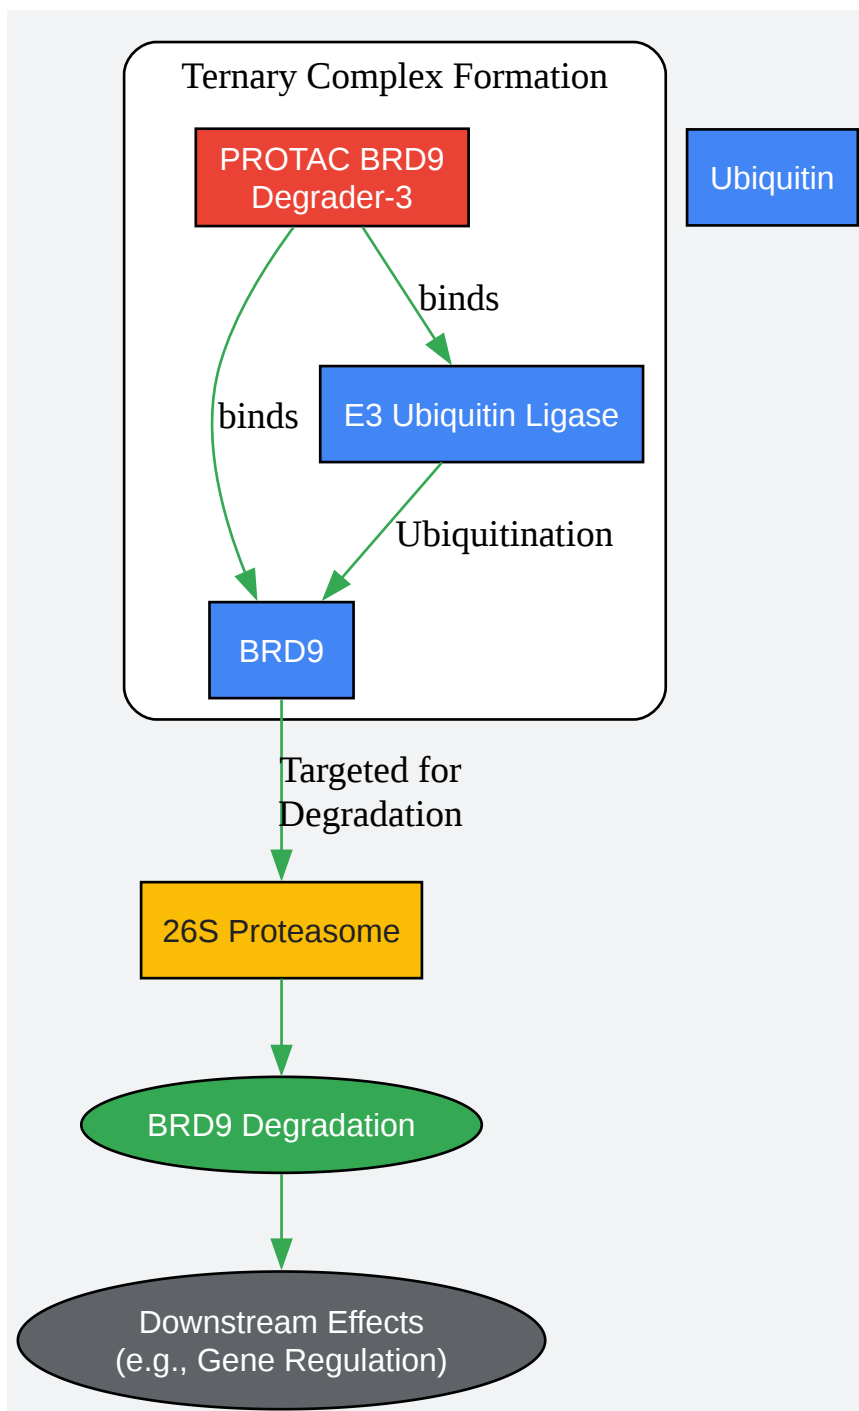 Ternary Complex Formation
PROTAC BRD9
Degrader-3
Ubiquitin
binds
E3 Ubiquitin Ligase
binds
Ubiquitination
BRD9
Targeted for
Degradation
26S Proteasome
BRD9 Degradation
Downstream Effects
(e.g., Gene Regulation)